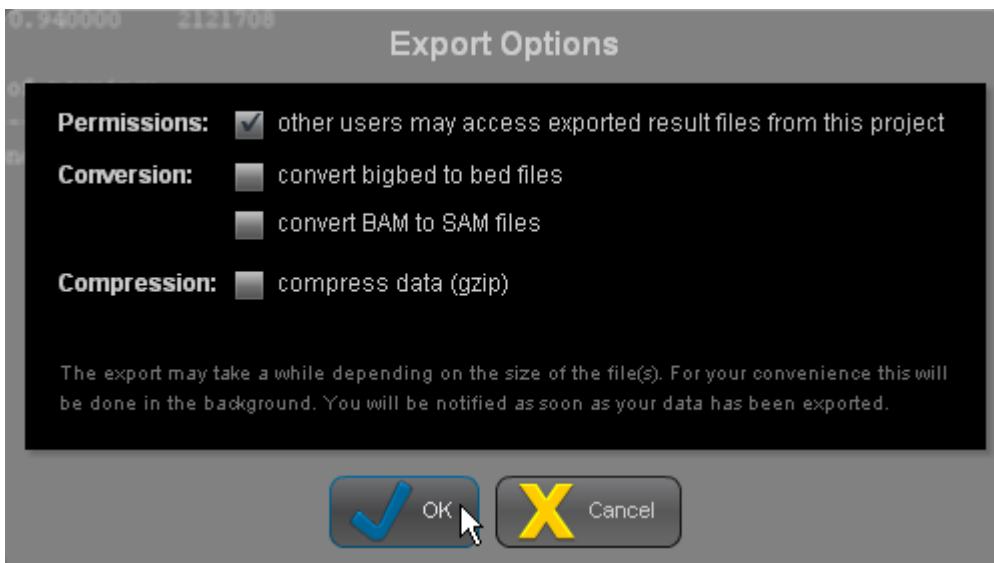 0.940000 2121708
Export Options
Permissions: other users may access exported result files from this project
Conversion: convert bigbed to bed files
convert BAM to SAM files
Compression: compress data (gzip)
The export may take a while depending on the size of the file(s). For your convenience this will
be done in the background. You will be notified as soon as your data has been exported.
OK Cancel